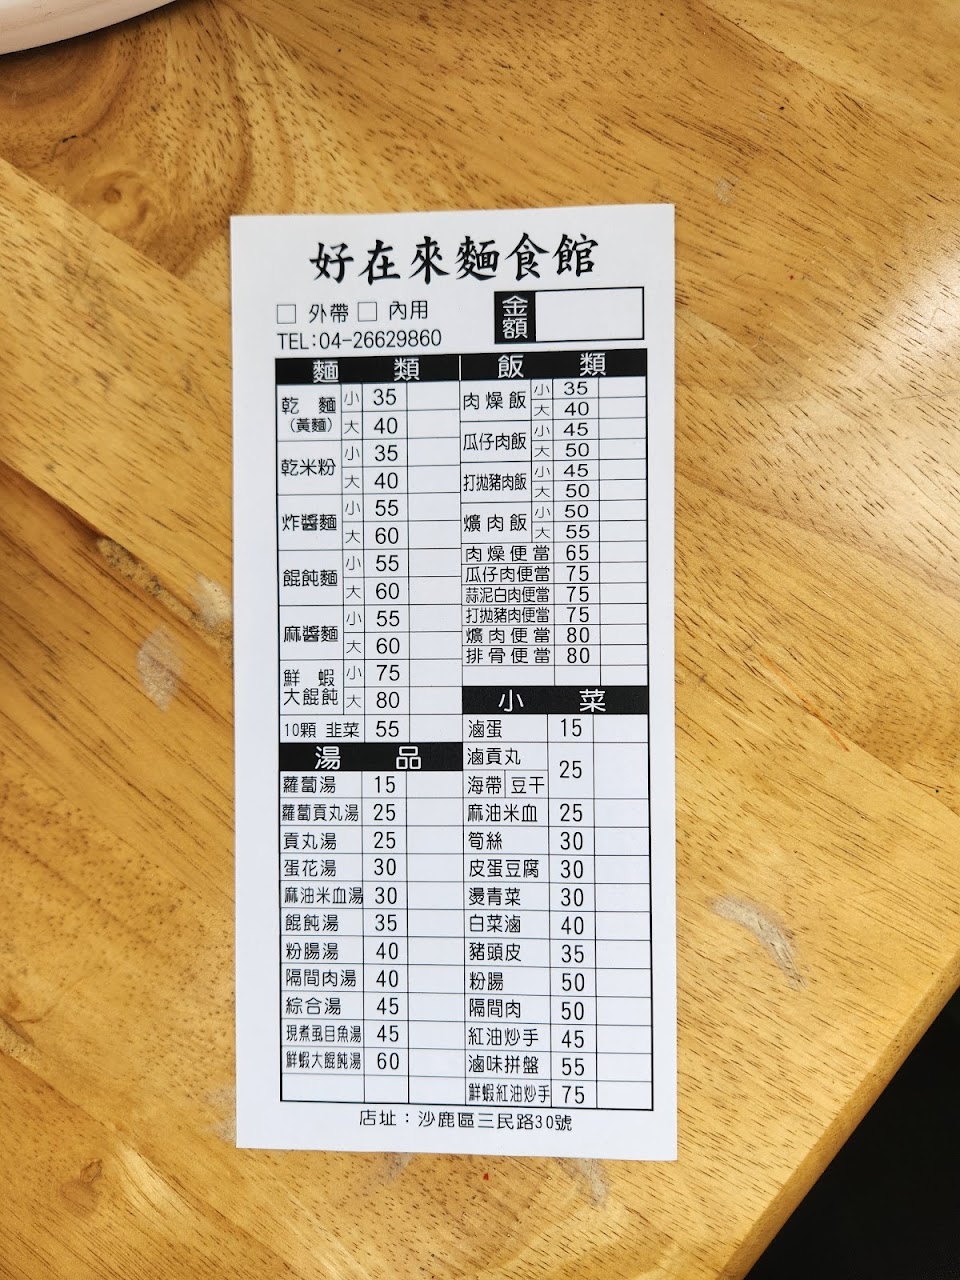 好在來麵食館
外帶 內用
金額
TEL:04-26629860
麵 類
乾 麵 小 35
(黃麵) 大 40
乾米粉 小 35
大 40
炸醬麵 小 55
大 60
餛飩麵 小 55
大 60
麻醬麵 小 55
大 60
鮮 蝦 小 75
大餛飩 大 80
10顆 韭菜 55
湯 品
蘿蔔湯 15
蘿蔔貢丸湯 25
貢丸湯 25
蛋花湯 30
麻油米血湯 30
餛飩湯 35
粉腸湯 40
隔間肉湯 40
綜合湯 45
現煮虱目魚湯 45
鮮蝦大餛飩湯 60
飯 類
肉燥飯 小 35
大 40
瓜仔肉飯 小 45
大 50
打拋豬肉飯 小 45
大 50
爌肉飯 小 50
大 55
肉燥便當 65
瓜仔肉便當 75
蒜泥白肉便當 75
打拋豬肉便當 75
爌肉便當 80
排骨便當 80
小 菜
滷蛋 15
滷貢丸 25
海帶 豆干
麻油米血 25
筍絲 30
皮蛋豆腐 30
燙青菜 30
白菜滷 40
豬頭皮 35
粉腸 50
隔間肉 50
紅油炒手 45
滷味拼盤 55
鮮蝦紅油炒手 75
店址：沙鹿區三民路30號